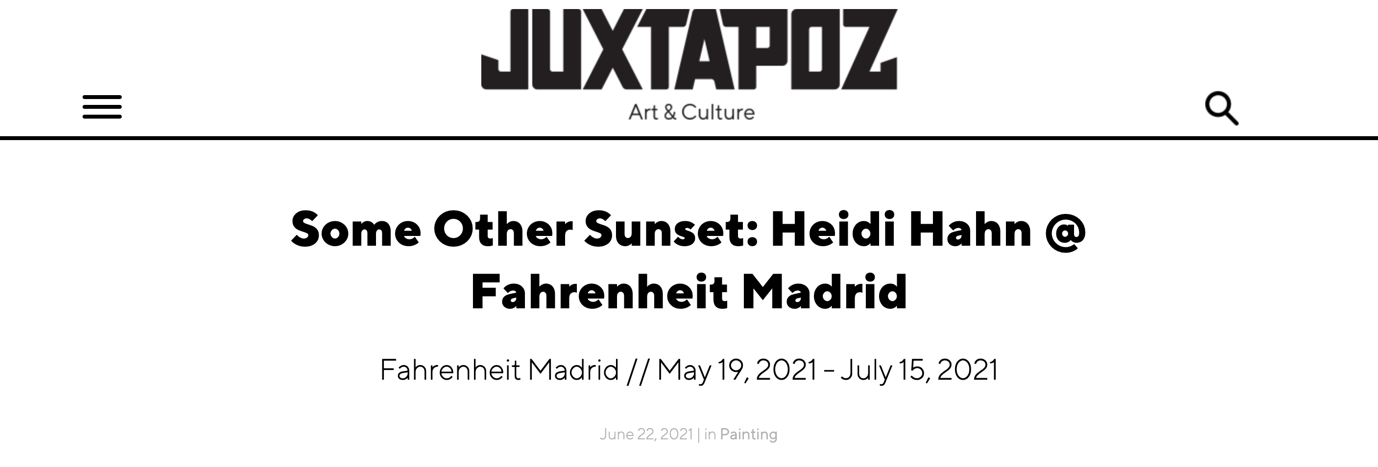 JUXTAPOZ
Art & Culture
Some Other Sunset: Heidi Hahn @
Fahrenheit Madrid
Fahrenheit Madrid // May 19, 2021 - July 15, 2021
June 22, 2021 | in Painting